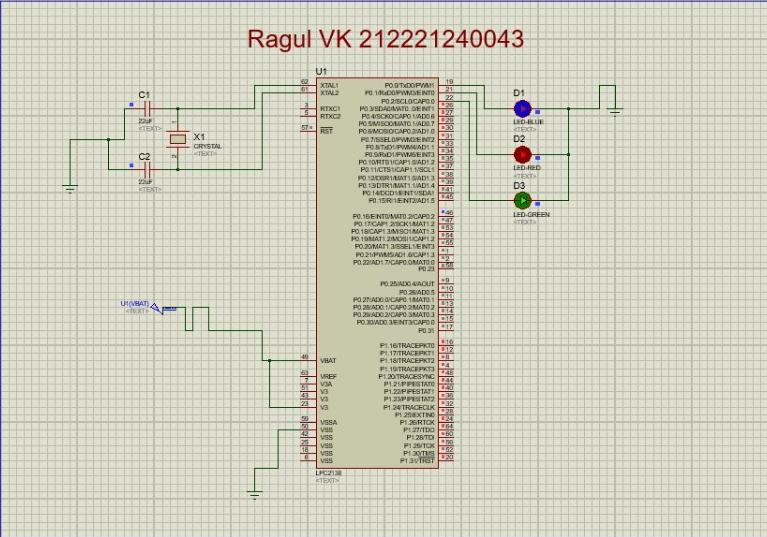 Ragul VK 212221240043
U1
62 XTAL1
61 XTAL2
3 RTXC1
5 RTXC2
57 RST
49 VBAT
63 VREF
7 V3A
51 V3
43 V3
23 V3
59 VSSA
50 VSS
42 VSS
25 VSS
18 VSS
6 VSS
P0.0/TxD0/PWM1 19
P0.1/RxD0/PWM3/EINT0 21
P0.2/SCL0/CAP0.0 22
P0.3/SDA0/MAT0.0/EINT1 26
P0.4/SCK0/CAP0.1/AD0.6 27
P0.5/MISO0/MAT0.1/AD0.7 29
P0.6/MOSI0/CAP0.2/AD1.0 30
P0.7/SSEL0/PWM2/EINT2 31
P0.8/TxD1/PWM4/AD1.1 33
P0.9/RxD1/PWM6/EINT3 34
P0.10/RTS1/CAP1.0/AD1.2 35
P0.11/CTS1/CAP1.1/SCL1 37
P0.12/DSR1/MAT1.0/AD1.3 38
P0.13/DTR1/MAT1.1/AD1.4 39
P0.14/DCD1/EINT1/SDA1 41
P0.15/RI1/EINT2/AD1.5 45
P0.16/EINT0/MAT0.2/CAP0.2 46
P0.17/CAP1.2/SCK1/MAT1.2 47
P0.18/CAP1.3/MISO1/MAT1.3 53
P0.19/MAT1.2/MOSI1/CAP1.2 54
P0.20/MAT1.3/SSEL1/EINT3 55
P0.21/PWM5/AD1.6/CAP1.3 1
P0.22/AD1.7/CAP0.0/MAT0.0 2
P0.23 58
P0.25/AD0.4/AOUT 9
P0.26/AD0.5 10
P0.27/AD0.0/CAP0.1/MAT0.1 11
P0.28/AD0.1/CAP0.2/MAT0.2 13
P0.29/AD0.2/CAP0.3/MAT0.3 14
P0.30/AD0.3/EINT3/CAP0.0 15
P0.31 17
P1.16/TRACEPKT0 16
P1.17/TRACEPKT1 12
P1.18/TRACEPKT2 8
P1.19/TRACEPKT3 4
P1.20/TRACESYNC 48
P1.21/PIPESTAT0 44
P1.22/PIPESTAT1 40
P1.23/PIPESTAT2 36
P1.24/TRACECLK 32
P1.25/EXTIN0 28
P1.26/RTCK 24
P1.27/TDO 64
P1.28/TDI 60
P1.29/TCK 56
P1.30/TMS 52
P1.31/TRST 20
LPC2138
<TEXT>
C1
22uF
<TEXT>
X1
CRYSTAL
<TEXT>
C2
22uF
<TEXT>
U1(VBAT)
<TEXT>
D1
LED-BLUE
<TEXT>
D2
LED-RED
<TEXT>
D3
LED-GREEN
<TEXT>